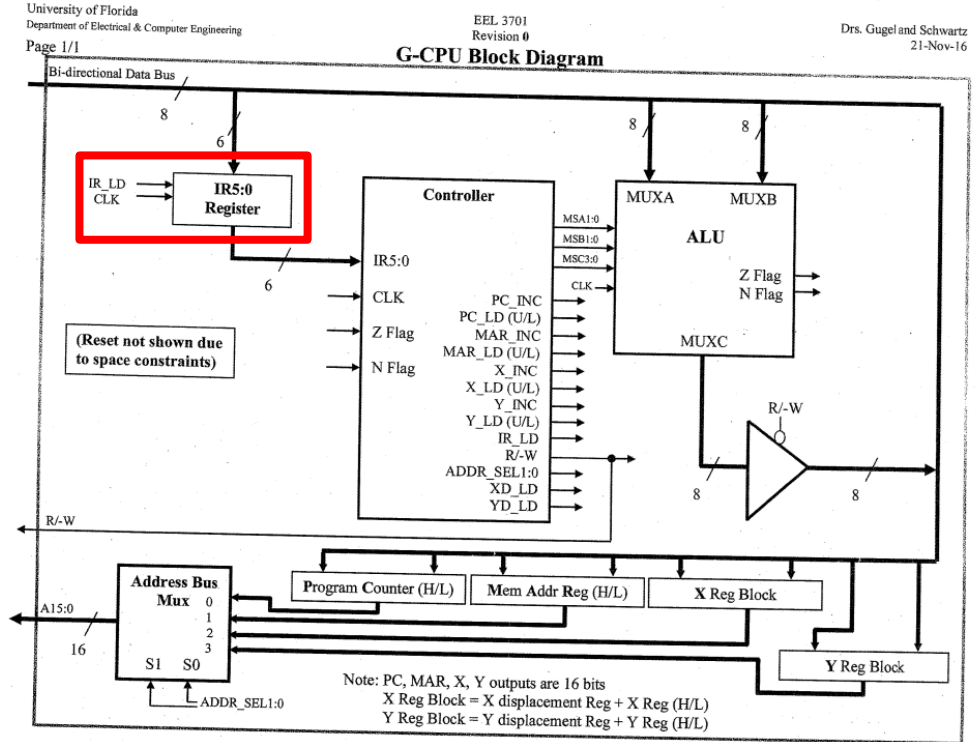 University of Florida
Department of Electrical & Computer Engineering
Page 1/1
EEL 3701
Revision 0
G-CPU Block Diagram
Drs. Gugel and Schwartz
21-Nov-16
Bi-directional Data Bus
8
6
8
8
IR_LD
CLK
IR5:0
Register
6
(Reset not shown due
to space constraints)
Controller
IR5:0
CLK
Z Flag
N Flag
PC_INC
PC_LD (U/L)
MAR_INC
MAR_LD (U/L)
X_INC
X_LD (U/L)
Y_INC
Y_LD (U/L)
IR_LD
R/-W
ADDR_SEL1:0
XD_LD
YD_LD
MSA1:0
MSB1:0
MSC3:0
CLK
MUXA
MUXB
ALU
Z Flag
N Flag
MUXC
R/-W
8
8
R/-W
A15:0
16
Address Bus
Mux
0
1
2
3
S1 S0
ADDR_SEL1:0
Program Counter (H/L)
Mem Addr Reg (H/L)
X Reg Block
Y Reg Block
Note: PC, MAR, X, Y outputs are 16 bits
X Reg Block = X displacement Reg + X Reg (H/L)
Y Reg Block = Y displacement Reg + Y Reg (H/L)